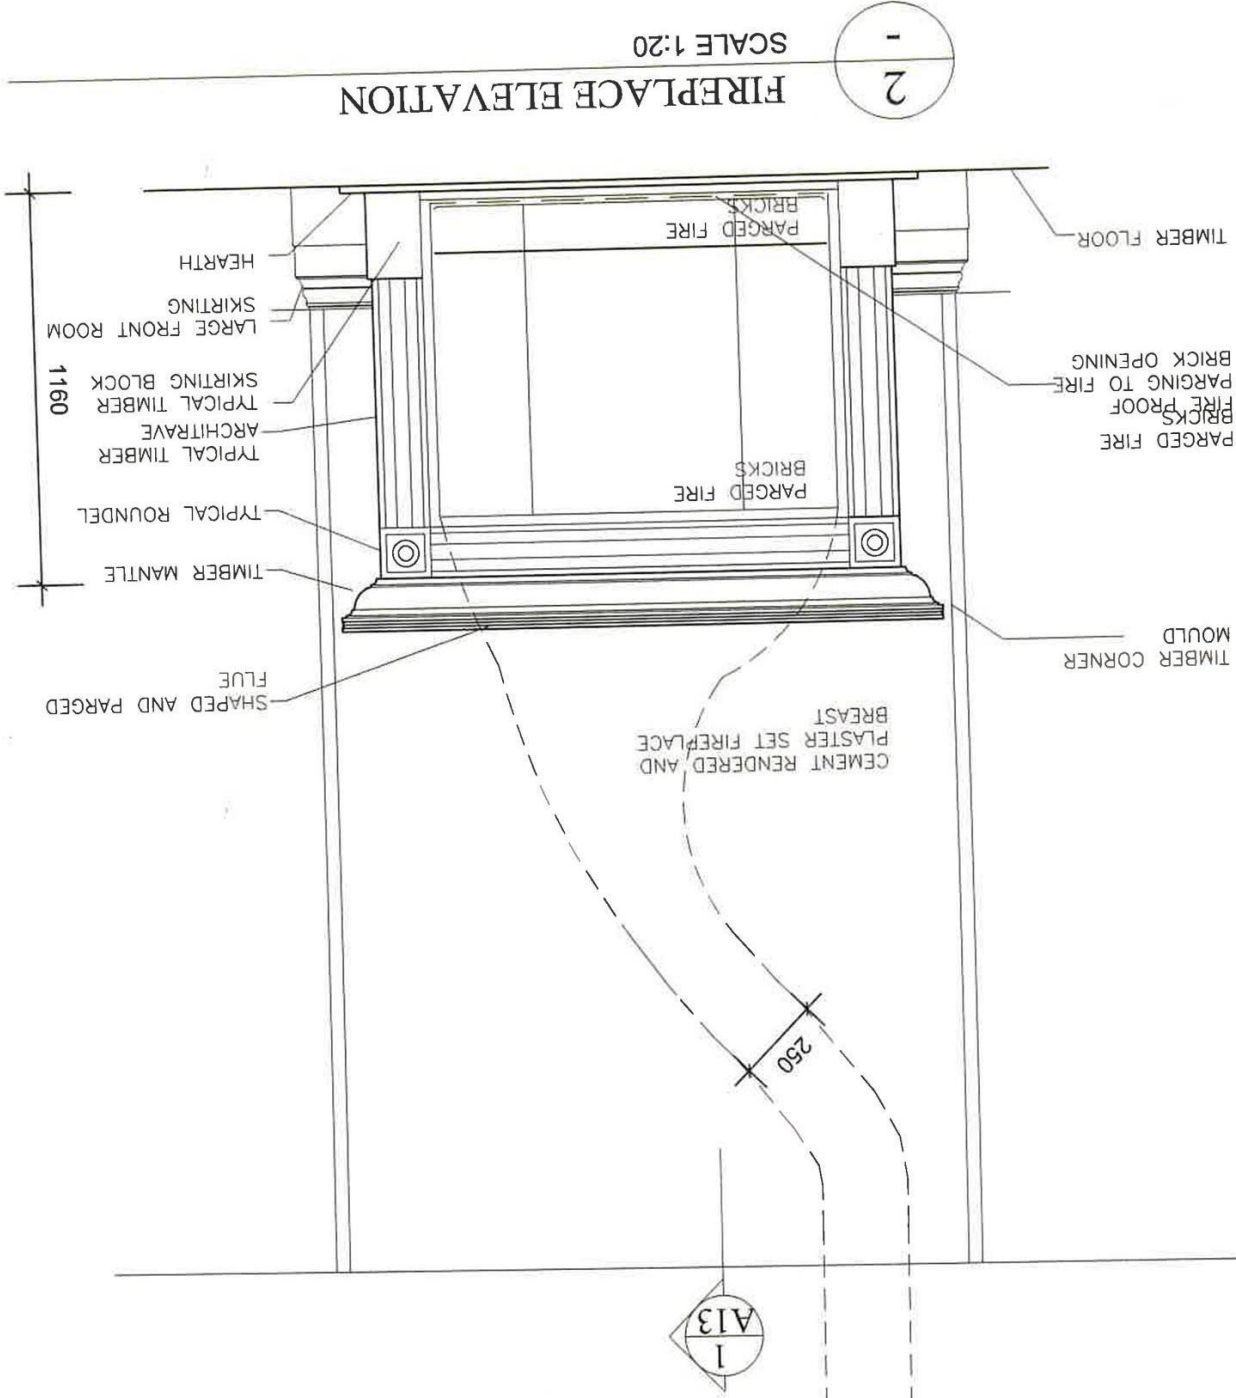 1
A13
250
CEMENT RENDERED AND
PLASTER SET FIREPLACE
BREAST
SHAPED AND PARGED
FLUE
TIMBER CORNER
MOULD
TIMBER MANTLE
TYPICAL ROUNDEL
TYPICAL TIMBER
ARCHITRAVE
TYPICAL TIMBER
SKIRTING BLOCK
LARGE FRONT ROOM
SKIRTING
HEARTH
1160
PARGED FIRE
BRICKS
PARGED FIRE
BRICKS
FIRE PROOF
PARGING TO FIRE
BRICK OPENING
PARGED FIRE
BRICKS
TIMBER FLOOR
2
-
FIREPLACE ELEVATION
SCALE 1:20